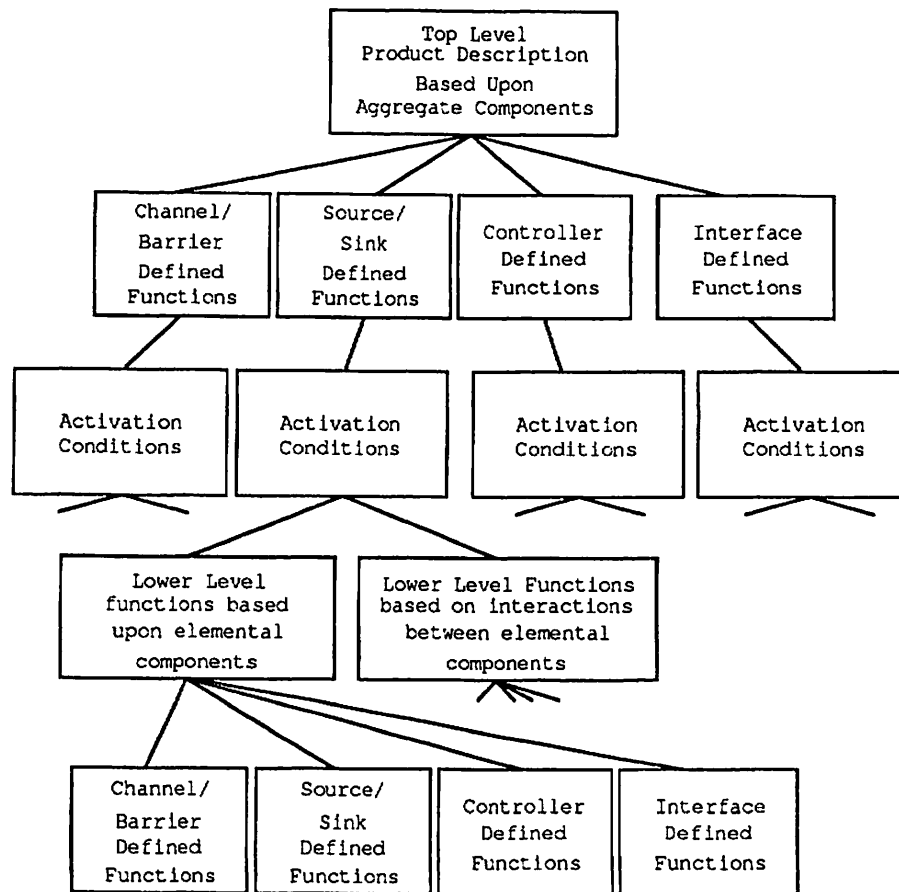 Top Level
Product Description
Based Upon
Aggregate Components
Channel/
Barrier
Defined
Functions
Source/
Sink
Defined
Functions
Controller
Defined
Functions
Interface
Defined
Functions
Activation
Conditions
Activation
Conditions
Activation
Conditions
Activation
Conditions
Lower Level
functions based
upon elemental
components
Lower Level Functions
based on interactions
between elemental
components
Channel/
Barrier
Defined
Functions
Source/
Sink
Defined
Functions
Controller
Defined
Functions
Interface
Defined
Functions